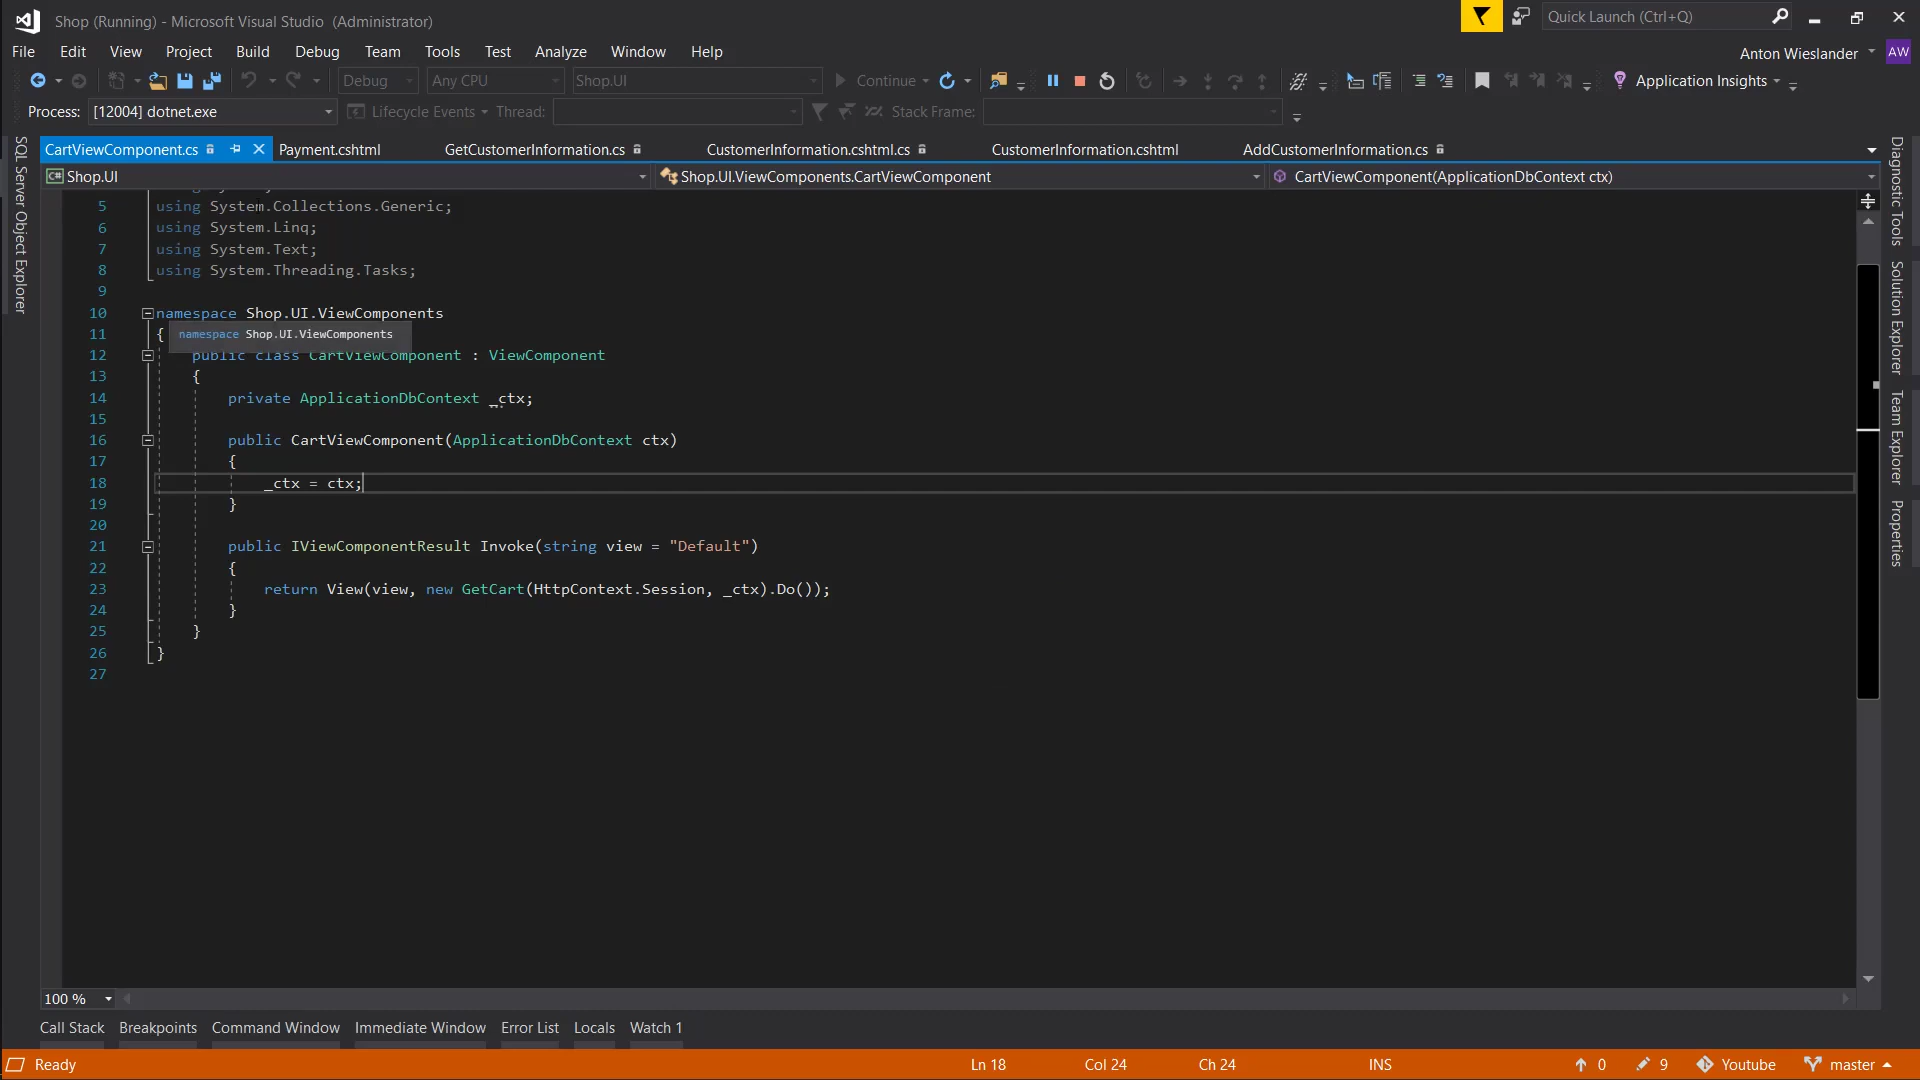 Shop (Running) - Microsoft Visual Studio (Administrator)
Quick Launch (Ctrl+Q)
File Edit View Project Build Debug Team Tools Test Analyze Window Help
Anton Wieslander AW
Debug Any CPU Shop.UI Continue Application Insights
Process: [12004] dotnet.exe Lifecycle Events Thread: Stack Frame:
CartViewComponent.cs Payment.cshtml GetCustomerInformation.cs CustomerInformation.cshtml.cs CustomerInformation.cshtml AddCustomerInformation.cs
C# Shop.UI Shop.UI.ViewComponents.CartViewComponent CartViewComponent(ApplicationDbContext ctx)
SQL Server Object Explorer
5 using System.Collections.Generic;
6 using System.Linq;
7 using System.Text;
8 using System.Threading.Tasks;
9
10 namespace Shop.UI.ViewComponents
11 {
namespace Shop.UI.ViewComponents
12 public class CartViewComponent : ViewComponent
13 {
14 private ApplicationDbContext _ctx;
15
16 public CartViewComponent(ApplicationDbContext ctx)
17 {
18 _ctx = ctx;
19 }
20
21 public IViewComponentResult Invoke(string view = "Default")
22 {
23 return View(view, new GetCart(HttpContext.Session, _ctx).Do());
24 }
25 }
26 }
27
Diagnostic Tools
Solution Explorer
Team Explorer
Properties
100 %
Call Stack Breakpoints Command Window Immediate Window Error List Locals Watch 1
Ready Ln 18 Col 24 Ch 24 INS 0 9 Youtube master